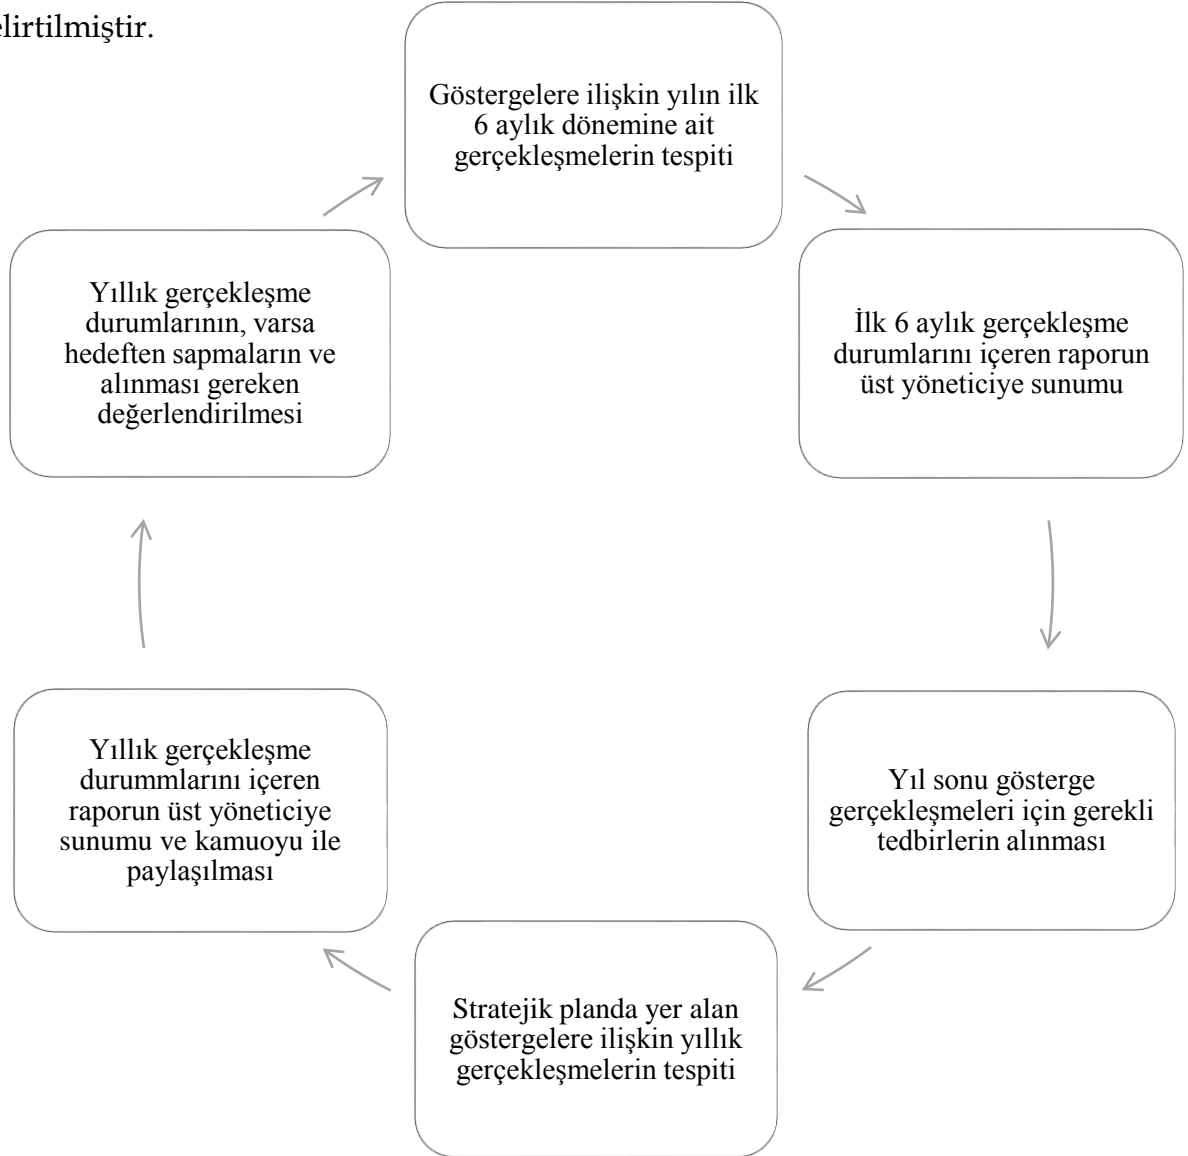 elirtilmiştir.
Göstergelere ilişkin yılın ilk
6 aylık dönemine ait
gerçekleşmelerin tespiti
İlk 6 aylık gerçekleşme
durumlarını içeren raporun
üst yöneticiye sunumu
Yıl sonu gösterge
gerçekleşmeleri için gerekli
tedbirlerin alınması
Stratejik planda yer alan
göstergelere ilişkin yıllık
gerçekleşmelerin tespiti
Yıllık gerçekleşme
durummlarını içeren
raporun üst yöneticiye
sunumu ve kamuoyu ile
paylaşılması
Yıllık gerçekleşme
durumlarının, varsa
hedeften sapmaların ve
alınması gereken
değerlendirilmesi